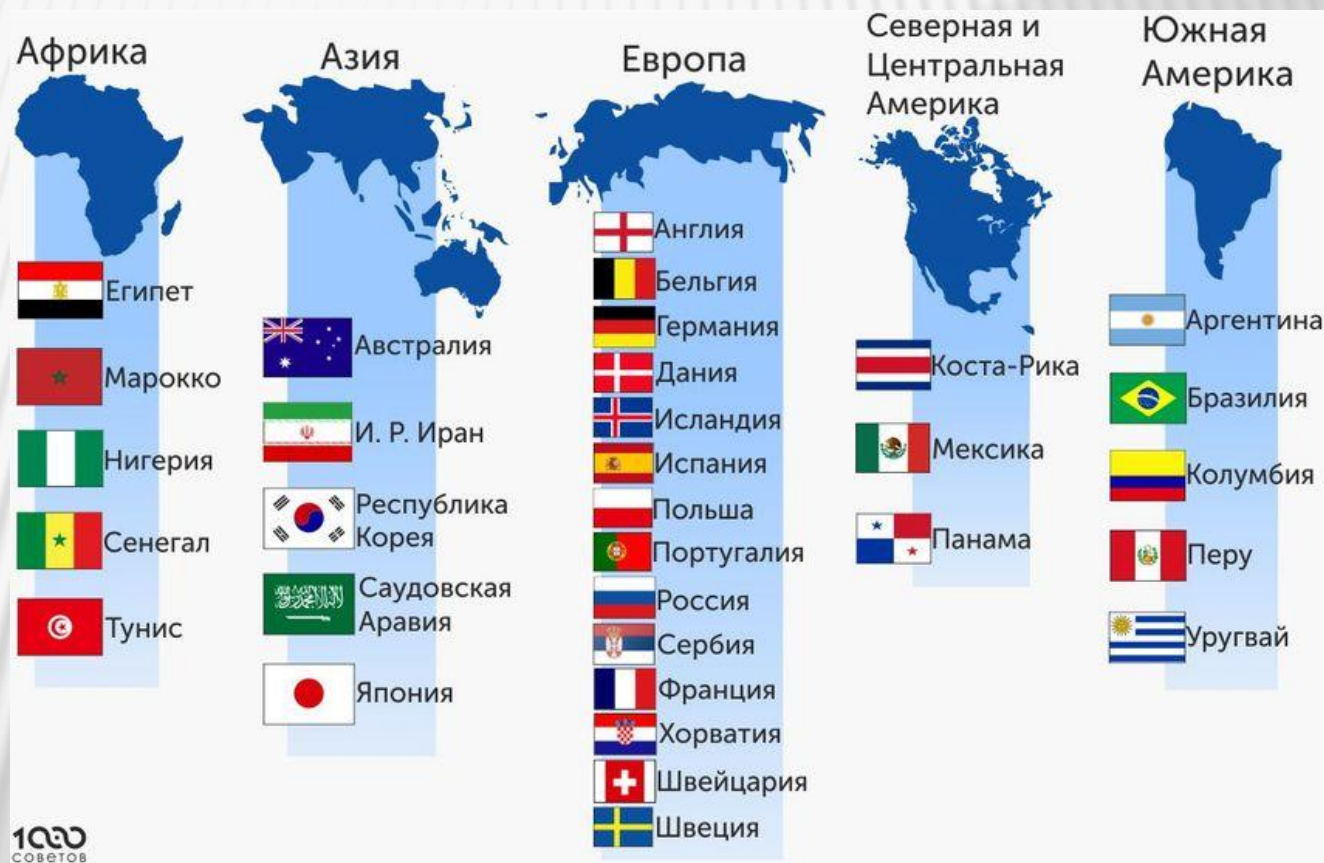 Африка
Египет
Марокко
Нигерия
Сенегал
Тунис
Азия
Австралия
И. Р. Иран
Республика
Корея
Саудовская
Аравия
Япония
Европа
Англия
Бельгия
Германия
Дания
Исландия
Испания
Польша
Португалия
Россия
Сербия
Франция
Хорватия
Швейцария
Швеция
Северная и
Центральная
Америка
Коста-Рика
Мексика
Панама
Южная
Америка
Аргентина
Бразилия
Колумбия
Перу
Уругвай
1000
СОВЕТОВ